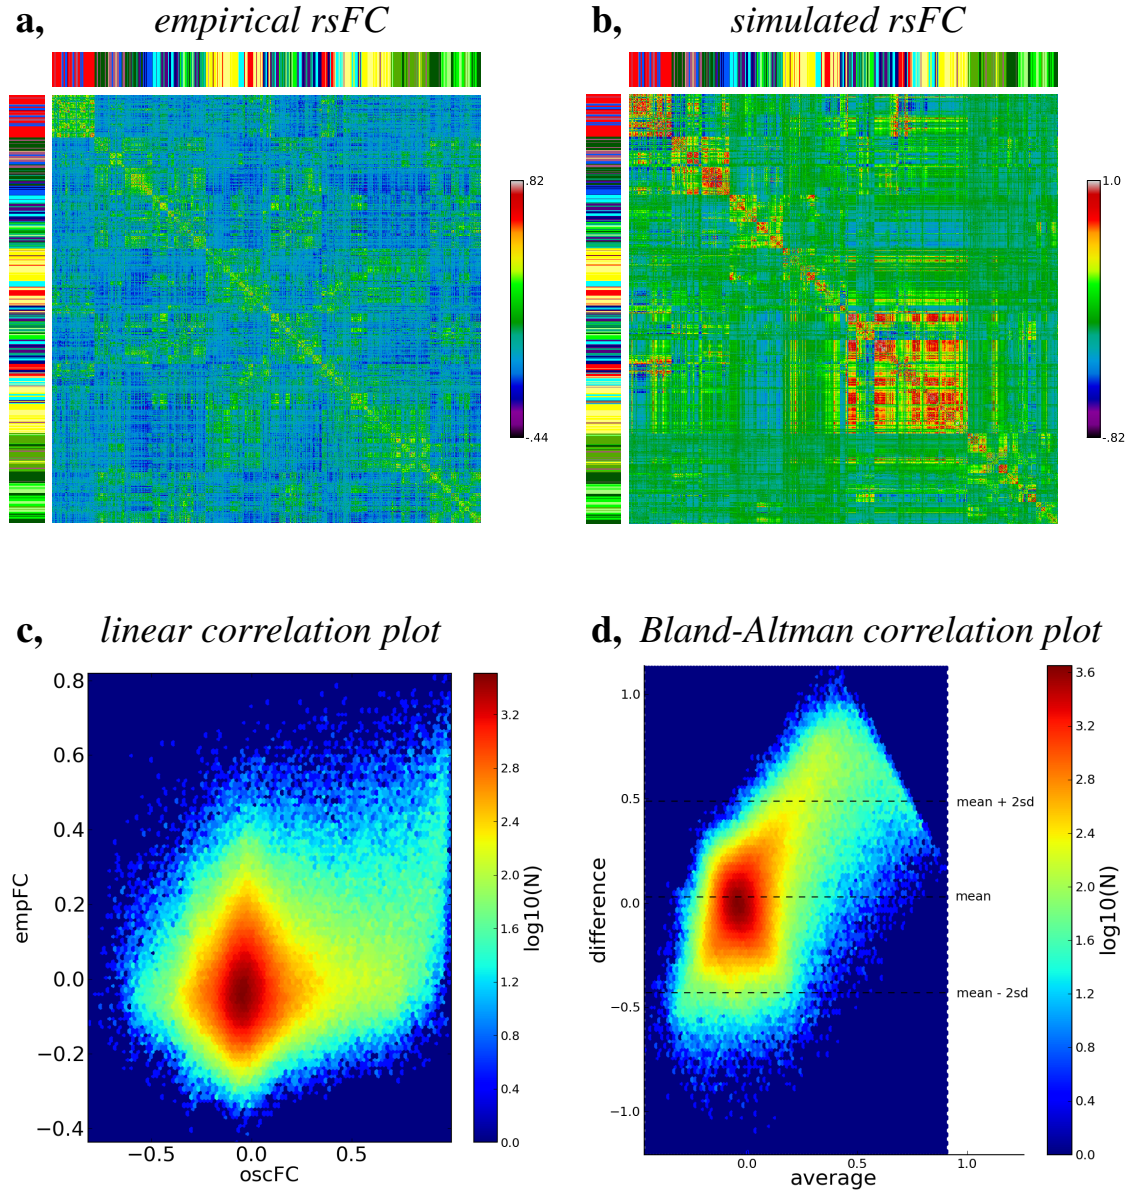 a, empirical rsFC
b, simulated rsFC
.82
-.44
1.0
-.82
c, linear correlation plot
d, Bland-Altman correlation plot
0.8
0.6
0.4
0.2
0.0
−0.2
−0.4
empFC
−0.5 0.0 0.5
oscFC
3.2
2.8
2.4
2.0
1.6
1.2
0.8
0.4
0.0
log10(N)
1.0
0.5
0.0
−0.5
−1.0
difference
mean + 2sd
mean
mean - 2sd
0.0 0.5 1.0
average
3.6
3.2
2.8
2.4
2.0
1.6
1.2
0.8
0.4
0.0
log10(N)